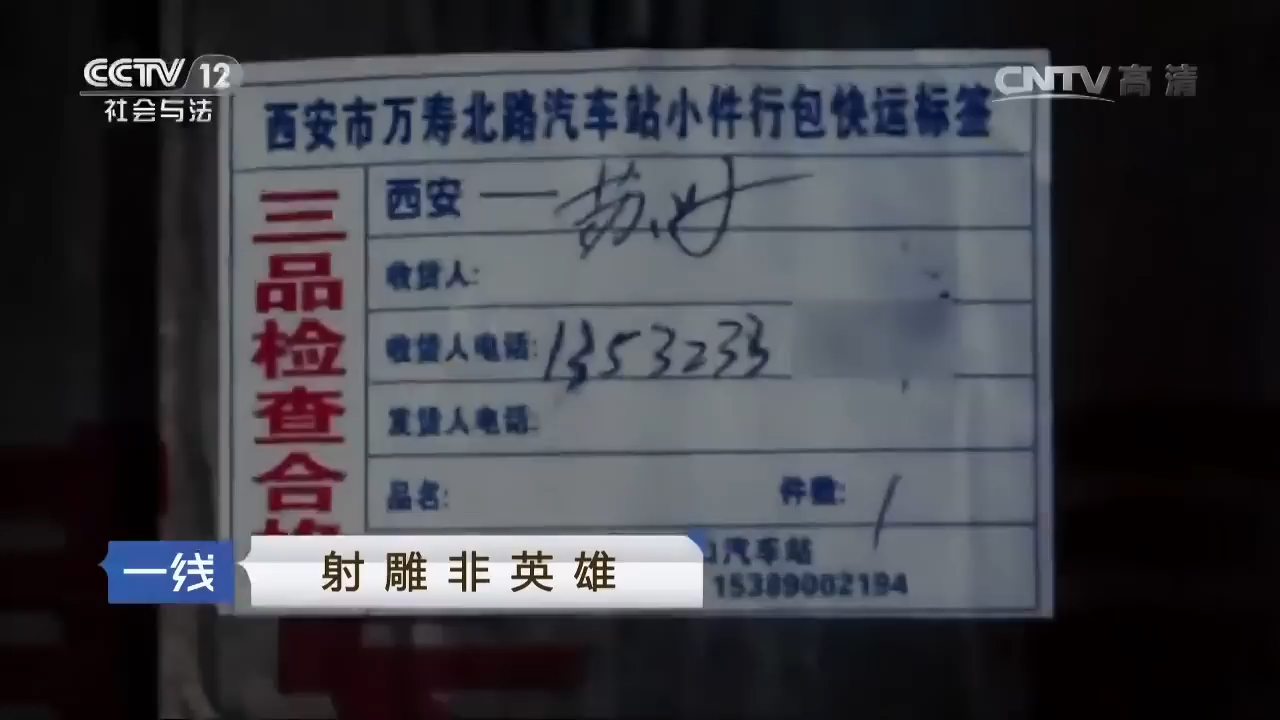 CCTV 12
社会与法
CNTV 高清
西安市万寿北路汽车站小件行包快运标签
三品检查合格
西安 —
收货人:
收货人电话: 1353233
发货人电话:
品名: 件数: 1
汽车站
15389002194
一线 射雕非英雄